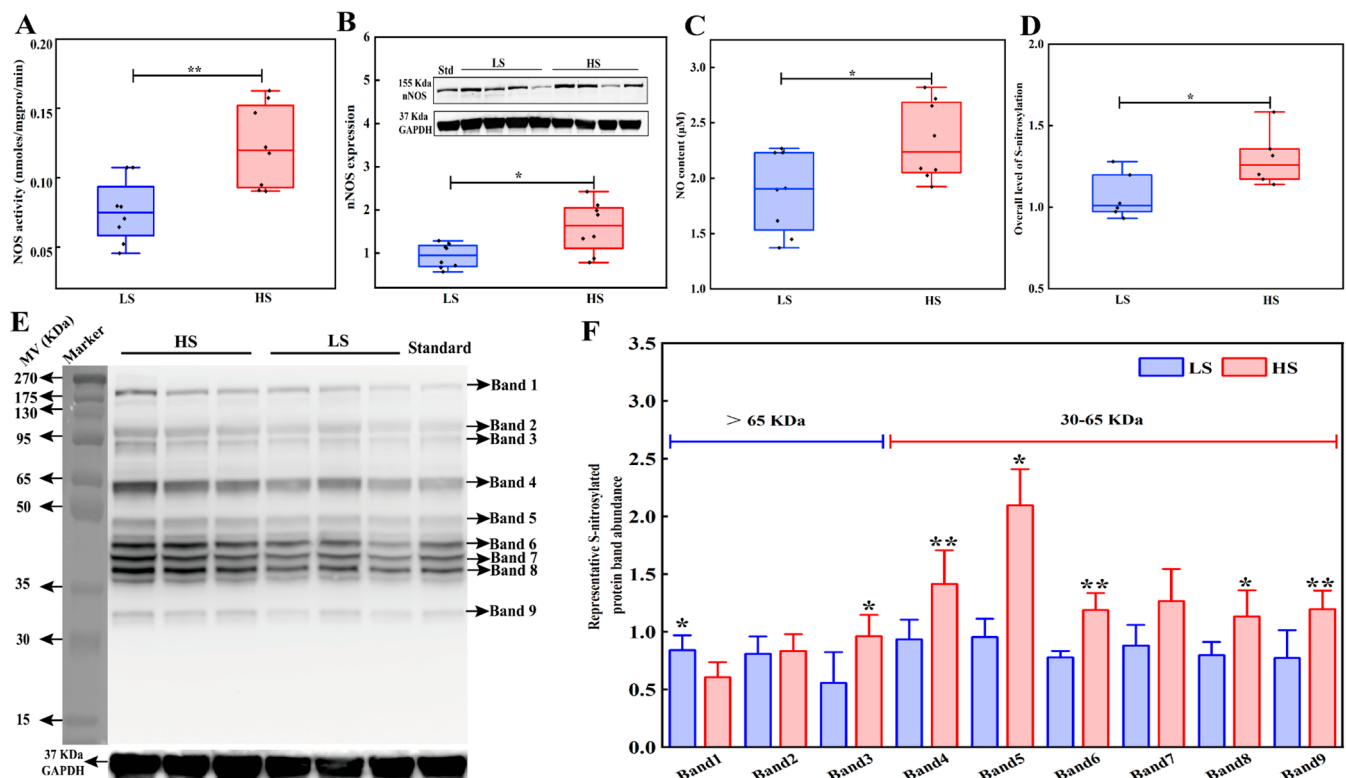 A
NOS activity (nmoles/mgpro/min)
0.20
0.15
0.10
0.05
**
LS
HS
B
nNOS expression
6
5
4
3
2
1
0
Std
LS
HS
155 Kda
nNOS
37 Kda
GAPDH
*
LS
HS
C
NO content (μM)
3.0
2.5
2.0
1.5
1.0
*
LS
HS
D
Overall level of S-nitrosylation
2.0
1.5
1.0
0.5
*
LS
HS
E
MV (KDa)
Marker
HS
LS
Standard
270
175
130
95
65
50
35
30
15
Band 1
Band 2
Band 3
Band 4
Band 5
Band 6
Band 7
Band 8
Band 9
37 KDa
GAPDH
F
Representative S-nitrosylated
protein band abundance
3.5
3.0
2.5
2.0
1.5
1.0
0.5
0.0
LS
HS
> 65 KDa
30-65 KDa
*
*
**
*
**
*
**
Band1
Band2
Band3
Band4
Band5
Band6
Band7
Band8
Band9